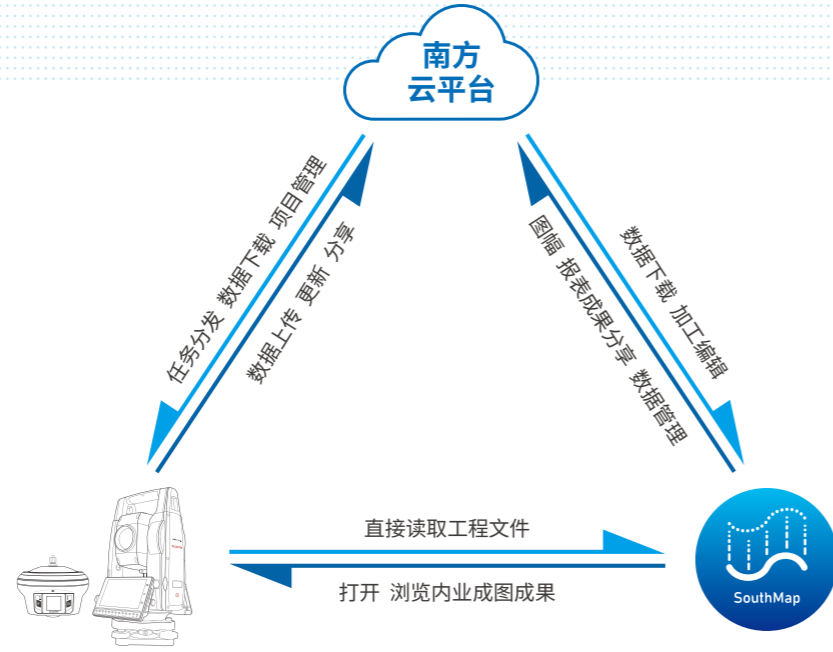 南方
云平台
任务分发 数据下载 项目管理
数据上传 更新 分享
图幅 报表成果分享 数据管理
数据下载 加工编辑
直接读取工程文件
打开 浏览内业成图成果
SouthMap